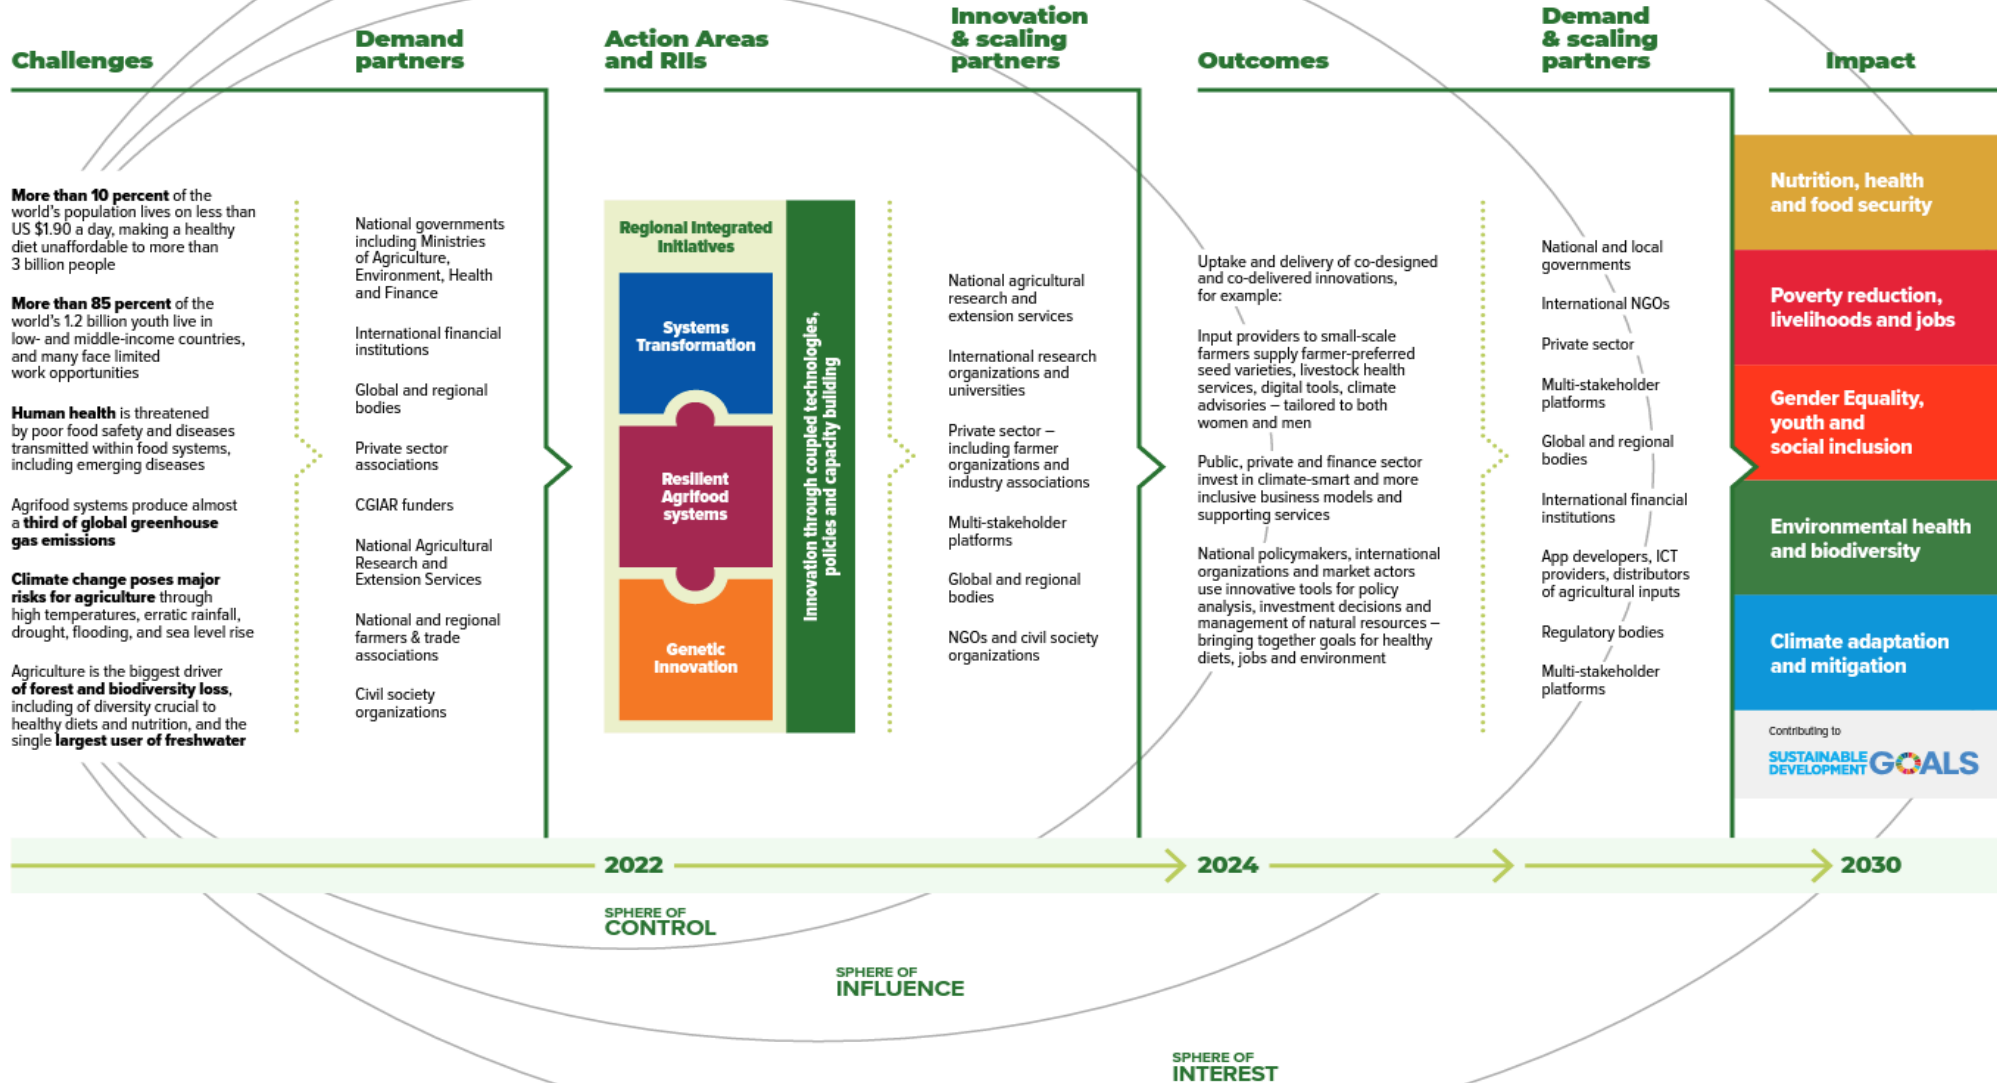 Challenges
More than 10 percent of the
world's population lives on less than
US $1.90 a day, making a healthy
diet unaffordable to more than
3 billion people
More than 85 percent of the
world's 1.2 billion youth live in
low- and middle-income countries,
and many face limited
work opportunities
Human health is threatened
by poor food safety and diseases
transmitted within food systems,
including emerging diseases
Agrifood systems produce almost
a third of global greenhouse
gas emissions
Climate change poses major
risks for agriculture through
high temperatures, erratic rainfall,
drought, flooding, and sea level rise
Agriculture is the biggest driver
of forest and biodiversity loss,
including of diversity crucial to
healthy diets and nutrition, and the
single largest user of freshwater
Demand
partners
National governments
including Ministries
of Agriculture,
Environment, Health
and Finance
International financial
institutions
Global and regional
bodies
Private sector
associations
CGIAR funders
National Agricultural
Research and
Extension Services
National and regional
farmers & trade
associations
Civil society
organizations
Action Areas
and RIIs
Regional Integrated
Initiatives
Systems
Transformation
Resilient
Agrifood
systems
Genetic
Innovation
Innovation through coupled technologies,
policies and capacity building
Innovation
& scaling
partners
National agricultural
research and
extension services
International research
organizations and
universities
Private sector –
including farmer
organizations and
industry associations
Multi-stakeholder
platforms
Global and regional
bodies
NGOs and civil society
organizations
Outcomes
Uptake and delivery of co-designed
and co-delivered innovations,
for example:
Input providers to small-scale
farmers supply farmer-preferred
seed varieties, livestock health
services, digital tools, climate
advisories – tailored to both
women and men
Public, private and finance sector
invest in climate-smart and more
inclusive business models and
supporting services
National policymakers, international
organizations and market actors
use innovative tools for policy
analysis, investment decisions and
management of natural resources –
bringing together goals for healthy
diets, jobs and environment
Demand
& scaling
partners
National and local
governments
International NGOs
Private sector
Multi-stakeholder
platforms
Global and regional
bodies
International financial
institutions
App developers, ICT
providers, distributors
of agricultural inputs
Regulatory bodies
Multi-stakeholder
platforms
Impact
Nutrition, health
and food security
Poverty reduction,
livelihoods and jobs
Gender Equality,
youth and
social inclusion
Environmental health
and biodiversity
Climate adaptation
and mitigation
Contributing to
SUSTAINABLE
DEVELOPMENT GOALS
2022
2024
2030
SPHERE OF
CONTROL
SPHERE OF
INFLUENCE
SPHERE OF
INTEREST